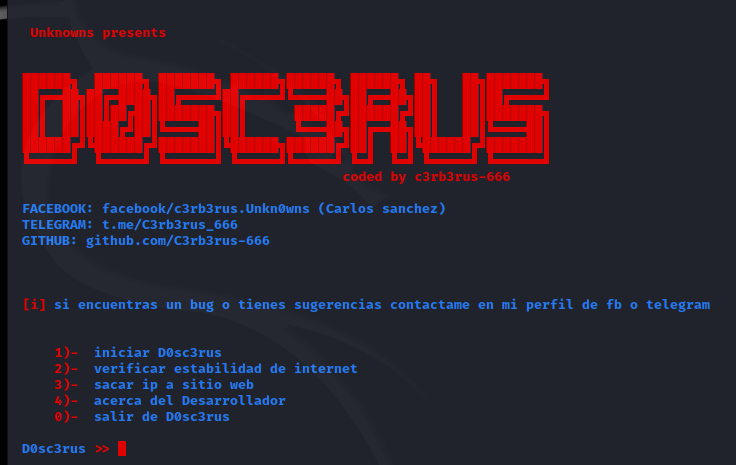 Unknowns presents
D0SC3RUS
coded by c3rb3rus-666
FACEBOOK: facebook/c3rb3rus.Unkn0wns (Carlos sanchez)
TELEGRAM: t.me/C3rb3rus_666
GITHUB: github.com/C3rb3rus-666
[i] si encuentras un bug o tienes sugerencias contactame en mi perfil de fb o telegram
1)- iniciar D0sc3rus
2)- verificar estabilidad de internet
3)- sacar ip a sitio web
4)- acerca del Desarrollador
0)- salir de D0sc3rus
D0sc3rus >>